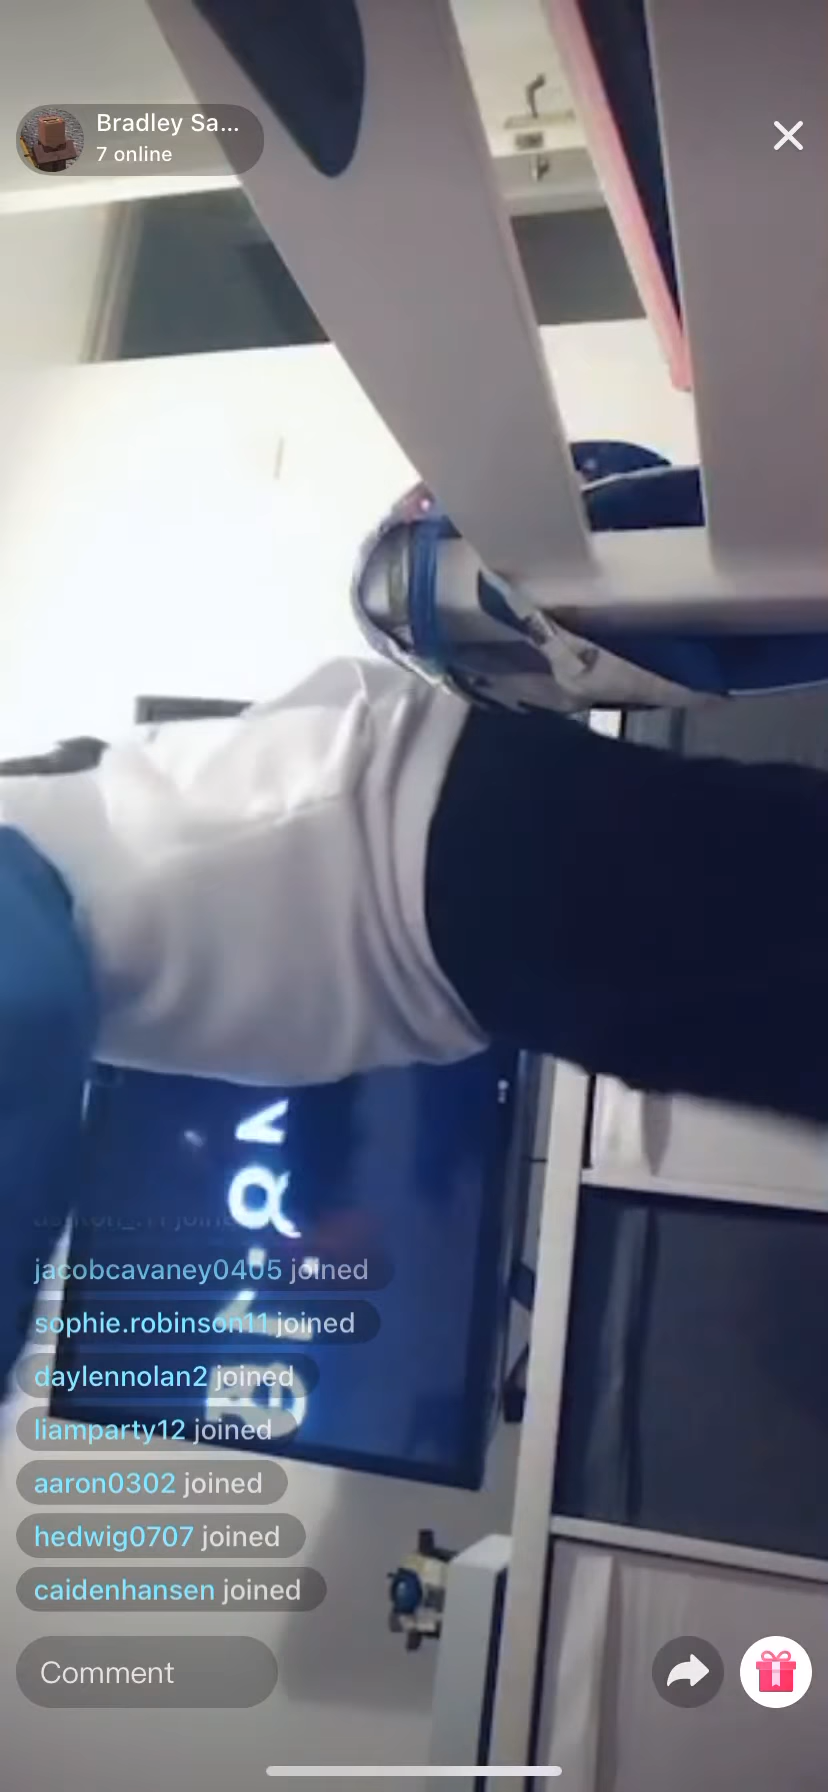 Bradley Sa...
7 online
jacobcavaney0405 joined
sophie.robinson11 joined
daylennolan2 joined
liamparty12 joined
aaron0302 joined
hedwig0707 joined
caidenhansen joined
Comment